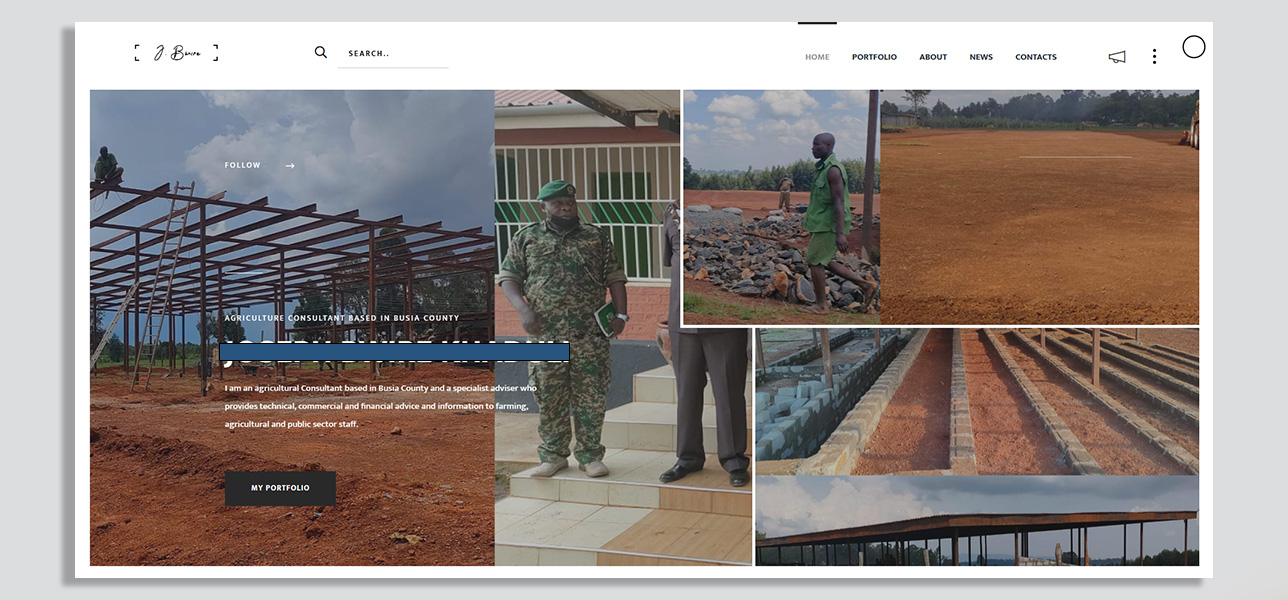 SEARCH..
HOME PORTFOLIO ABOUT NEWS CONTACTS
FOLLOW →
AGRICULTURE CONSULTANT BASED IN BUSIA COUNTY
I am an agricultural Consultant based in Busia County and a specialist adviser who
provides technical, commercial and financial advice and information to farming,
agricultural and public sector staff.
MY PORTFOLIO